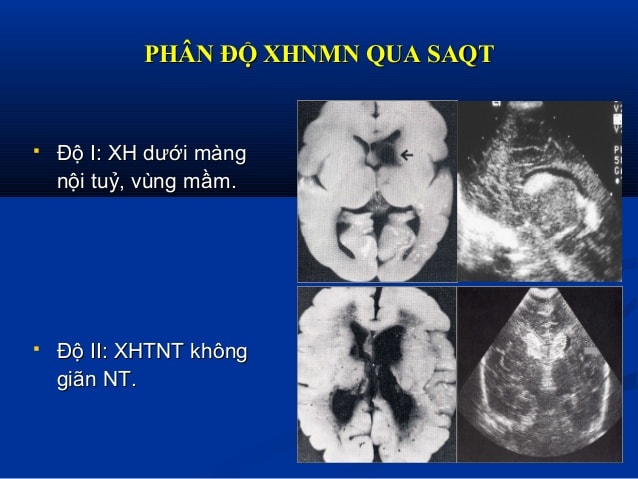 PHÂN ĐỘ XHNMN QUA SAQT
Độ I: XH dưới màng
nội tuỷ, vùng mầm.
Độ II: XHTNT không
giãn NT.